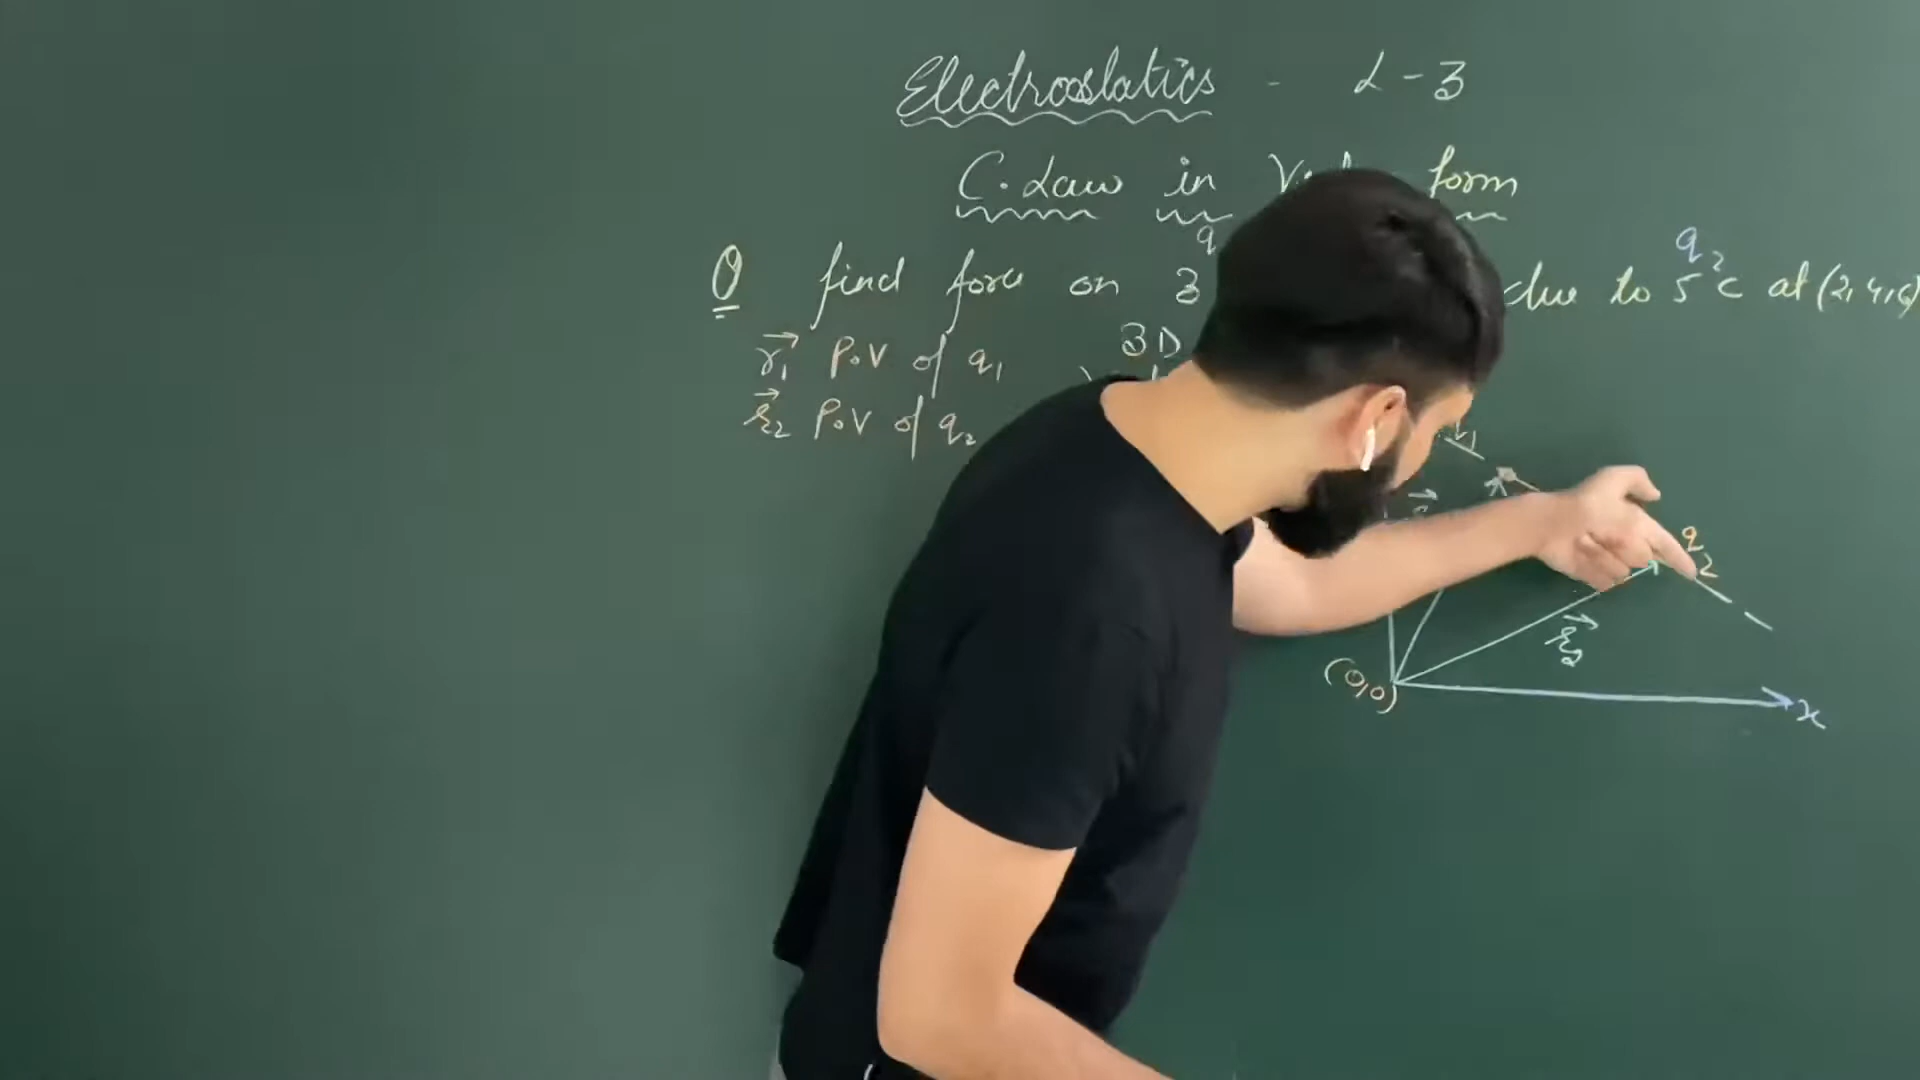 Electrostatics - L-3
C. Law in form
Q find force on 3 due to 5 C at (2,4,6)
q q2
r1 P.V of q1 3D
r2 P.V of q2
q2
r2
(0,0)
x